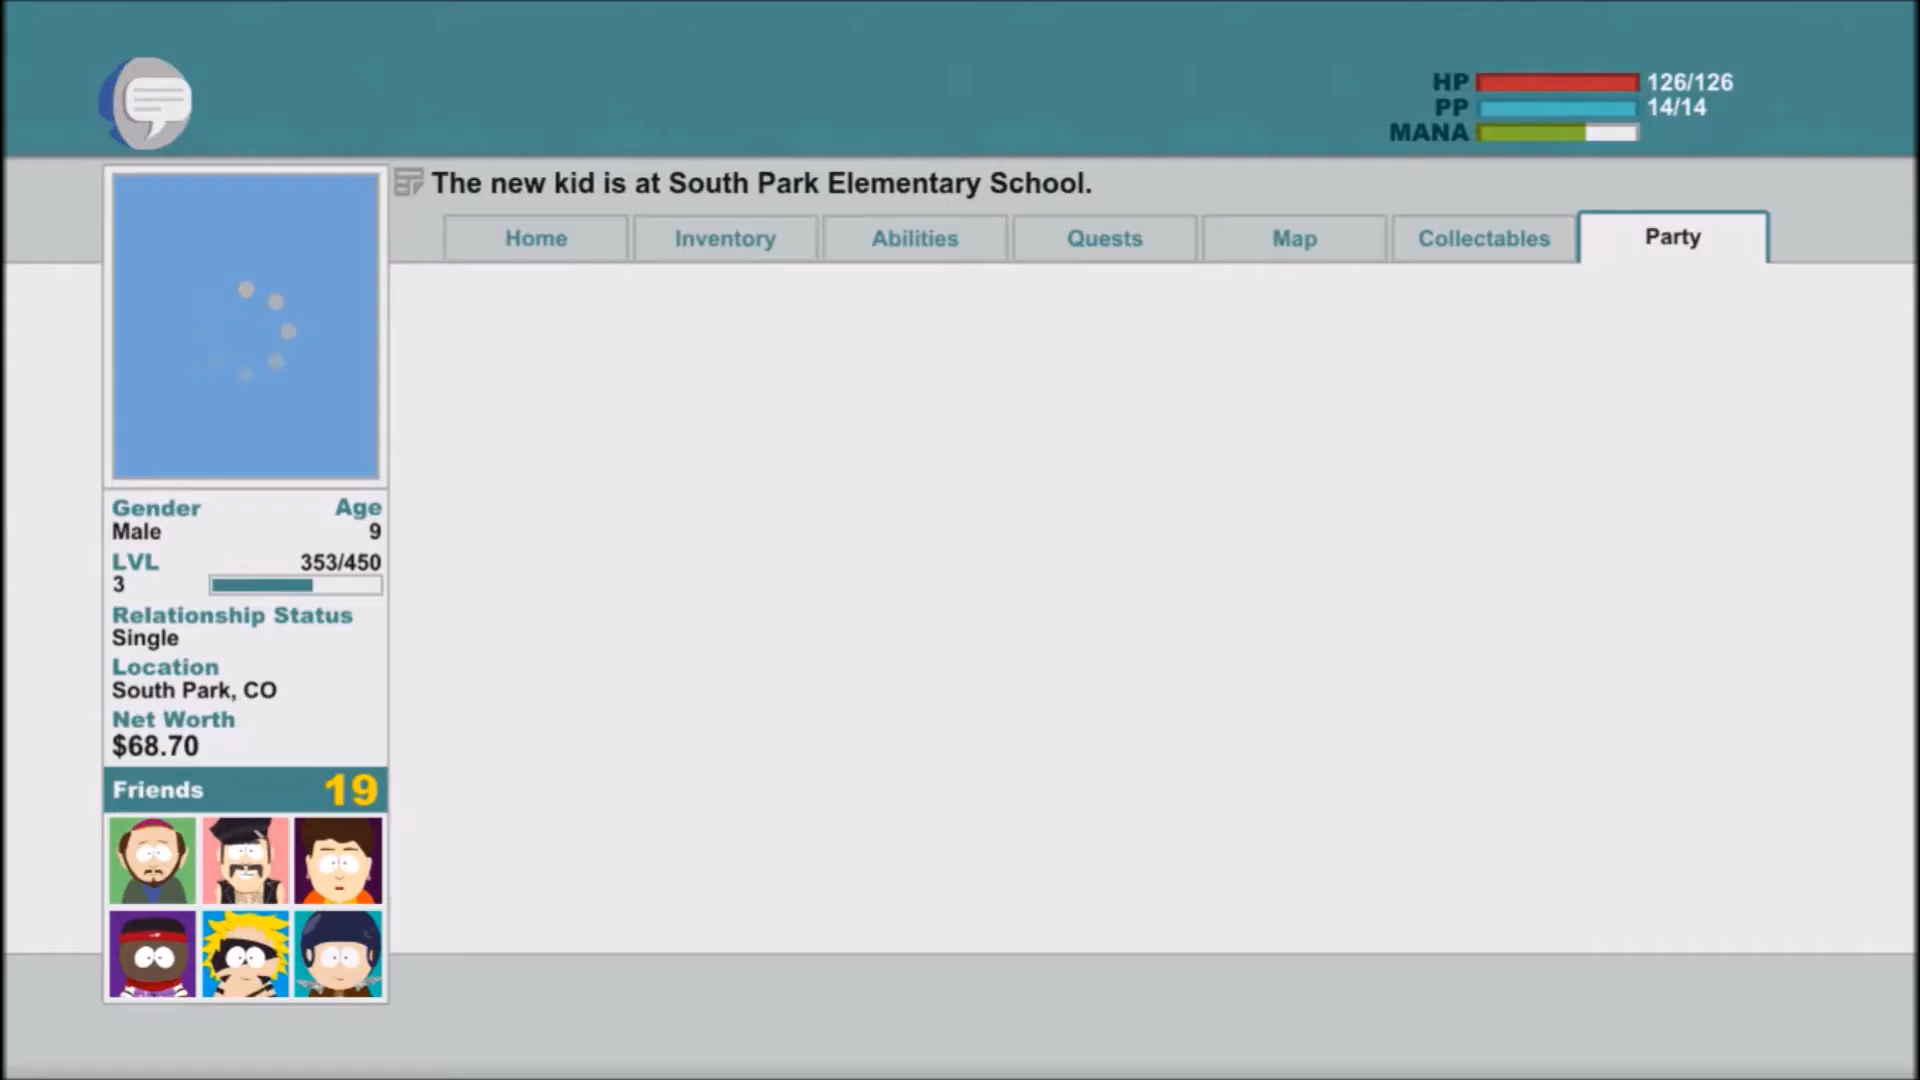 HP 126/126
PP 14/14
MANA
The new kid is at South Park Elementary School.
Home Inventory Abilities Quests Map Collectables Party
Gender Age
Male 9
LVL 353/450
3
Relationship Status
Single
Location
South Park, CO
Net Worth
$68.70
Friends 19